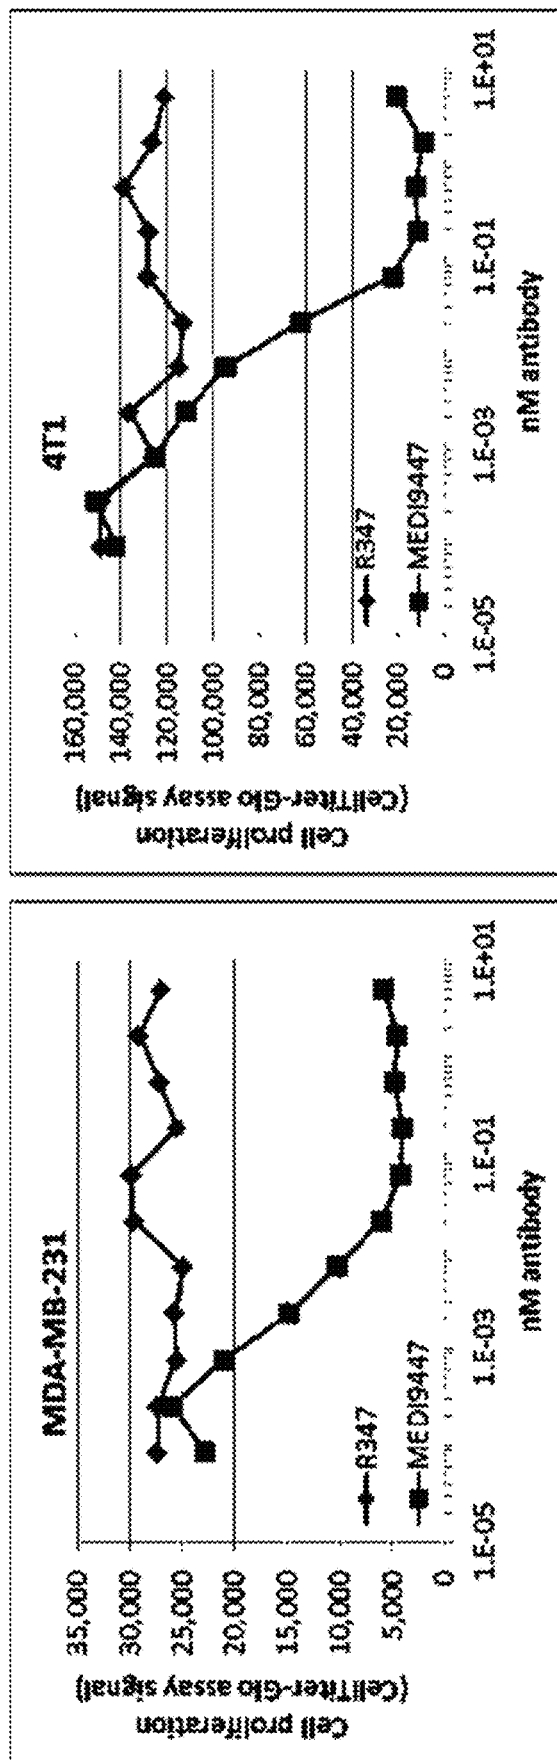 MDA-MB-231
Cell proliferation
(CellTiter-Glo assay signal)
35,000
30,000
25,000
20,000
15,000
10,000
5,000
0
R347
MEDI9447
1.E-05
1.E-03
1.E-01
1.E+01
nM antibody
4T1
Cell proliferation
(CellTiter-Glo assay signal)
160,000
140,000
120,000
100,000
80,000
60,000
40,000
20,000
0
R347
MEDI9447
1.E-05
1.E-03
1.E-01
1.E+01
nM antibody